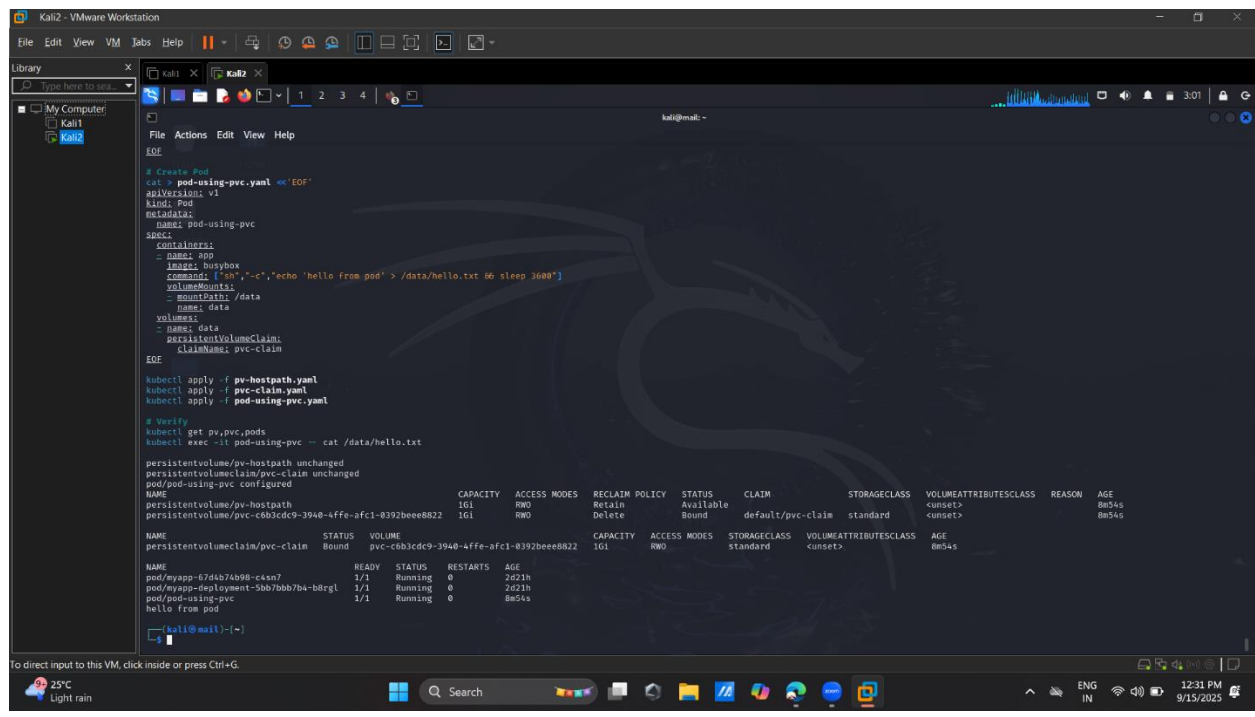 Kali2 - VMware Workstation
File Edit View VM Tabs Help
Library X
Type here to sea...
My Computer
Kali1
Kali2
Kali1 X Kali2 X
1 2 3 4
3:01
kali@mail: ~
File Actions Edit View Help
EOF
# Create Pod
cat > pod-using-pvc.yaml <<'EOF'
apiVersion: v1
kind: Pod
metadata:
  name: pod-using-pvc
spec:
  containers:
  - name: app
    image: busybox
    command: ["sh","-c","echo 'hello from pod' > /data/hello.txt && sleep 3600"]
    volumeMounts:
    - mountPath: /data
      name: data
  volumes:
  - name: data
    persistentVolumeClaim:
      claimName: pvc-claim
EOF
kubectl apply -f pv-hostpath.yaml
kubectl apply -f pvc-claim.yaml
kubectl apply -f pod-using-pvc.yaml
# Verify
kubectl get pv,pvc,pods
kubectl exec -it pod-using-pvc -- cat /data/hello.txt
persistentvolume/pv-hostpath unchanged
persistentvolumeclaim/pvc-claim unchanged
pod/pod-using-pvc configured
NAME CAPACITY ACCESS MODES RECLAIM POLICY STATUS CLAIM STORAGECLASS VOLUMEATTRIBUTESCLASS REASON AGE
persistentvolume/pv-hostpath 1Gi RWO Retain Available <unset> 8m54s
persistentvolume/pvc-c6b3cdc9-3940-4ffe-afc1-0392beee8822 1Gi RWO Delete Bound default/pvc-claim standard <unset> 8m54s
NAME STATUS VOLUME CAPACITY ACCESS MODES STORAGECLASS VOLUMEATTRIBUTESCLASS AGE
persistentvolumeclaim/pvc-claim Bound pvc-c6b3cdc9-3940-4ffe-afc1-0392beee8822 1Gi RWO standard <unset> 8m54s
NAME READY STATUS RESTARTS AGE
pod/myapp-67d4b74b98-c4sn7 1/1 Running 0 2d21h
pod/myapp-deployment-5bb7bbb7b4-b8rgl 1/1 Running 0 2d21h
pod/pod-using-pvc 1/1 Running 0 8m54s
hello from pod
(kali㉿mail)-[~]
$
To direct input to this VM, click inside or press Ctrl+G.
9+
25°C
Light rain
Search
zoom
ENG
IN
12:31 PM
9/15/2025